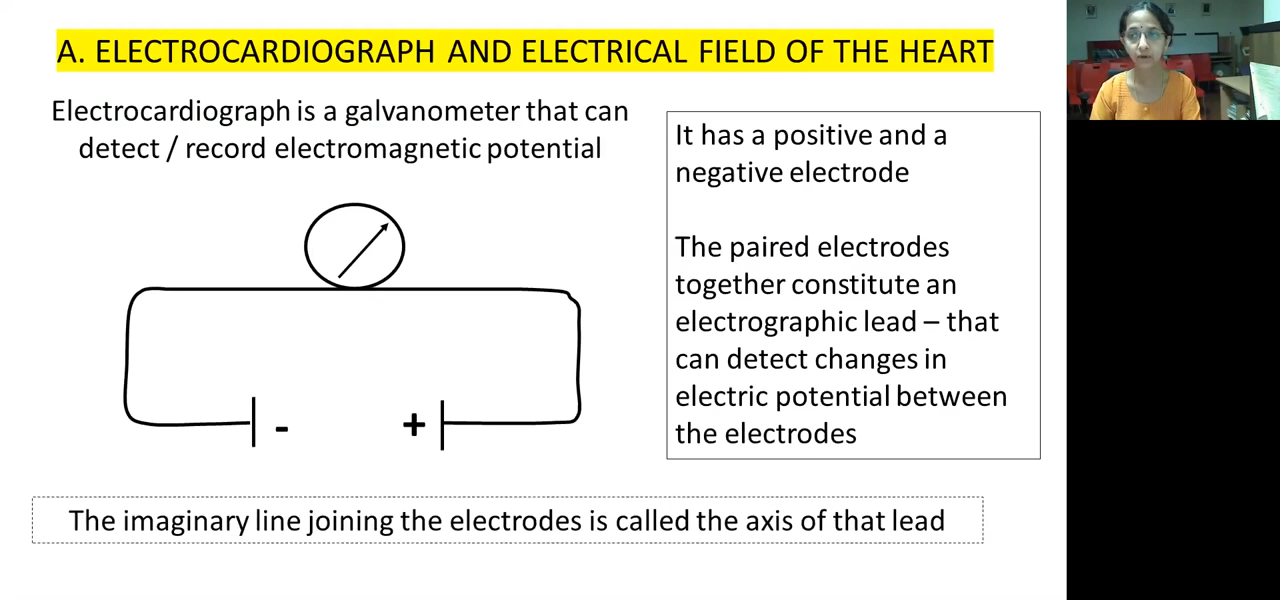 A. ELECTROCARDIOGRAPH AND ELECTRICAL FIELD OF THE HEART
Electrocardiograph is a galvanometer that can
detect / record electromagnetic potential
It has a positive and a
negative electrode
The paired electrodes
together constitute an
electrographic lead – that
can detect changes in
electric potential between
the electrodes
- +
The imaginary line joining the electrodes is called the axis of that lead